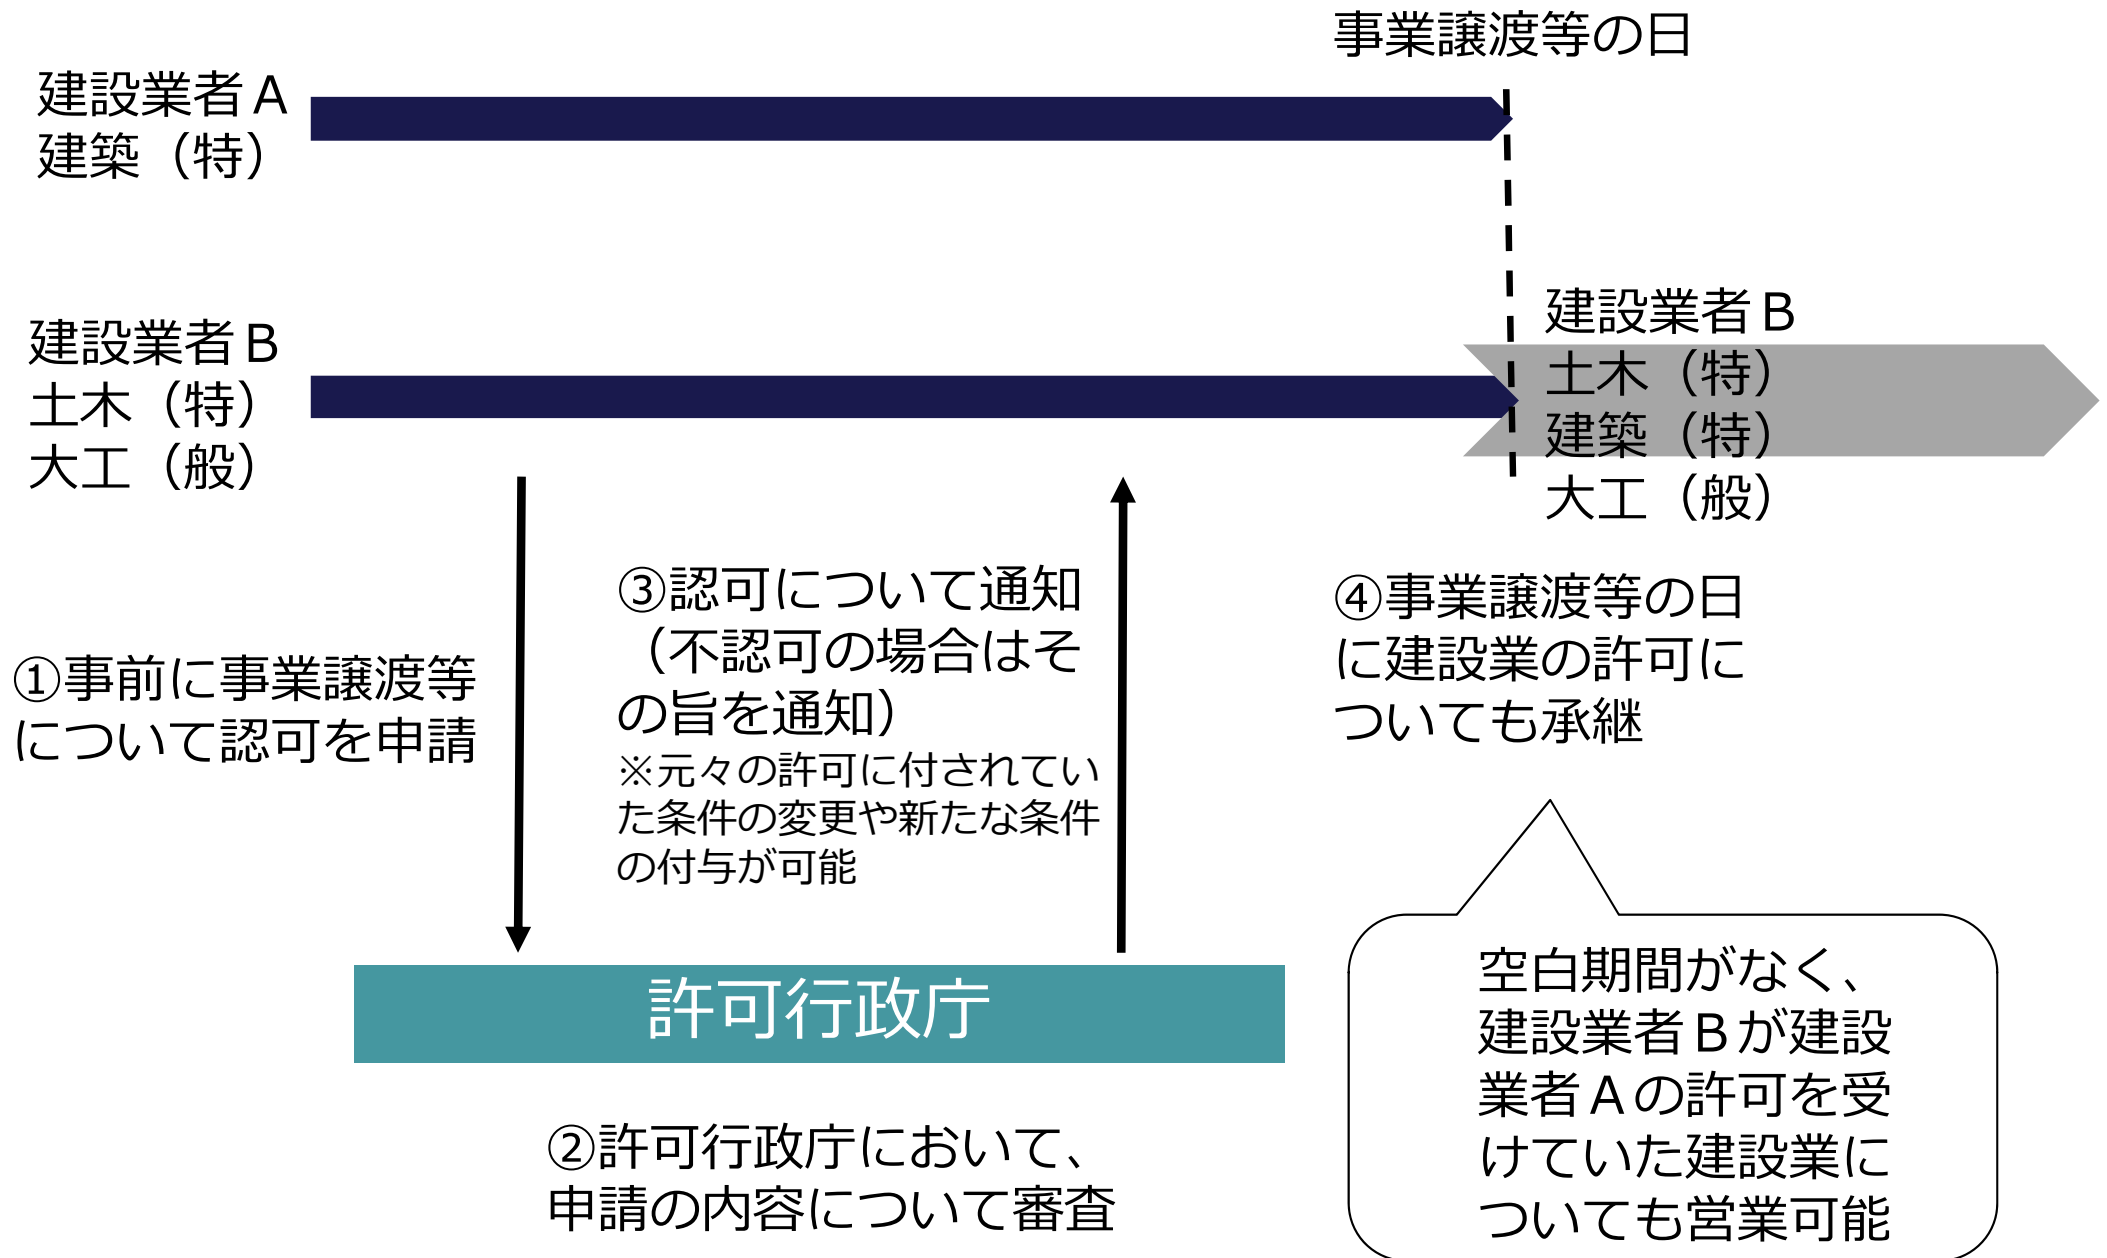 事業譲渡等の日
建設業者Ａ
建築（特）
建設業者Ｂ
土木（特）
大工（般）
建設業者Ｂ
土木（特）
建築（特）
大工（般）
①事前に事業譲渡等
について認可を申請
③認可について通知
（不認可の場合はそ
の旨を通知）
※元々の許可に付されてい
た条件の変更や新たな条件
の付与が可能
④事業譲渡等の日
に建設業の許可に
ついても承継
許可行政庁
②許可行政庁において、
申請の内容について審査
空白期間がなく、
建設業者Ｂが建設
業者Ａの許可を受
けていた建設業に
ついても営業可能